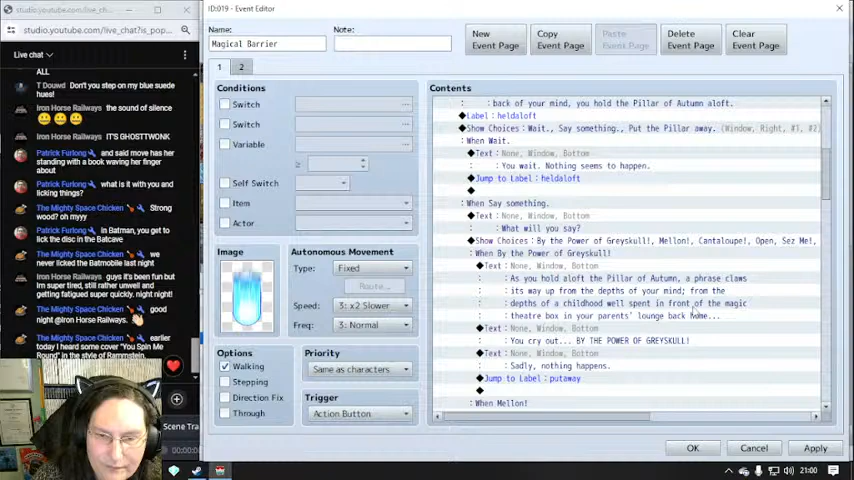 studio.youtube.com/live_chat?is_pop...
studio.youtube.com/live_chat?is_p...
Live chat
ALL
T Douwd Don't you step on my blue suede
hues!
Iron Horse Railways the sound of silence
Iron Horse Railways IT'S GHOSTTWONK
Patrick Furlong and said move has her
standing with a book waving her finger
about
Patrick Furlong what is it with you and
licking things?
The Mighty Space Chicken Strong
wood? oh myyy
Patrick Furlong in Batman, you get to
lick the disc in the Batcave
The Mighty Space Chicken we
never licked the Batmobile last night
Iron Horse Railways guys it's been fun but
Im super tired, still rather unwell and
getting fatigued super quickly. night night!
The Mighty Space Chicken good
night @Iron Horse Railways.
The Mighty Space Chicken earlier
today I heard some cover "You Spin Me
Round" in the style of Rammstein.
Scene Tra
ID:019 - Event Editor
Name:
Magical Barrier
Note:
New
Event Page
Copy
Event Page
Paste
Event Page
Delete
Event Page
Clear
Event Page
1
2
Conditions
Switch
Switch
Variable
≥
Self Switch
Item
Actor
Image
Autonomous Movement
Type:
Fixed
Route...
Speed:
3: x2 Slower
Freq:
3: Normal
Options
Walking
Stepping
Direction Fix
Through
Priority
Same as characters
Trigger
Action Button
Contents
: : back of your mind, you hold the Pillar of Autumn aloft.
◆Label: heldaloft
◆Show Choices: Wait., Say something., Put the Pillar away. (Window, Right, #1, #2)
: When Wait.
◆Text: None, Window, Bottom
: You wait. Nothing seems to happen.
◆Jump to Label: heldaloft
◆
: When Say something.
◆Text: None, Window, Bottom
: What will you say?
◆Show Choices: By the Power of Greyskull!, Mellon!, Cantaloupe!, Open, Sez Me!,
: When By the Power of Greyskull!
◆Text: None, Window, Bottom
: As you hold aloft the Pillar of Autumn, a phrase claws
: its way up from the depths of your mind; from the
: depths of a childhood well spent in front of the magic
: theatre box in your parents' lounge back home...
◆Text: None, Window, Bottom
: You cry out... BY THE POWER OF GREYSKULL!
◆Text: None, Window, Bottom
: Sadly, nothing happens.
◆Jump to Label: putaway
◆
: When Mellon!
OK
Cancel
Apply
21:00